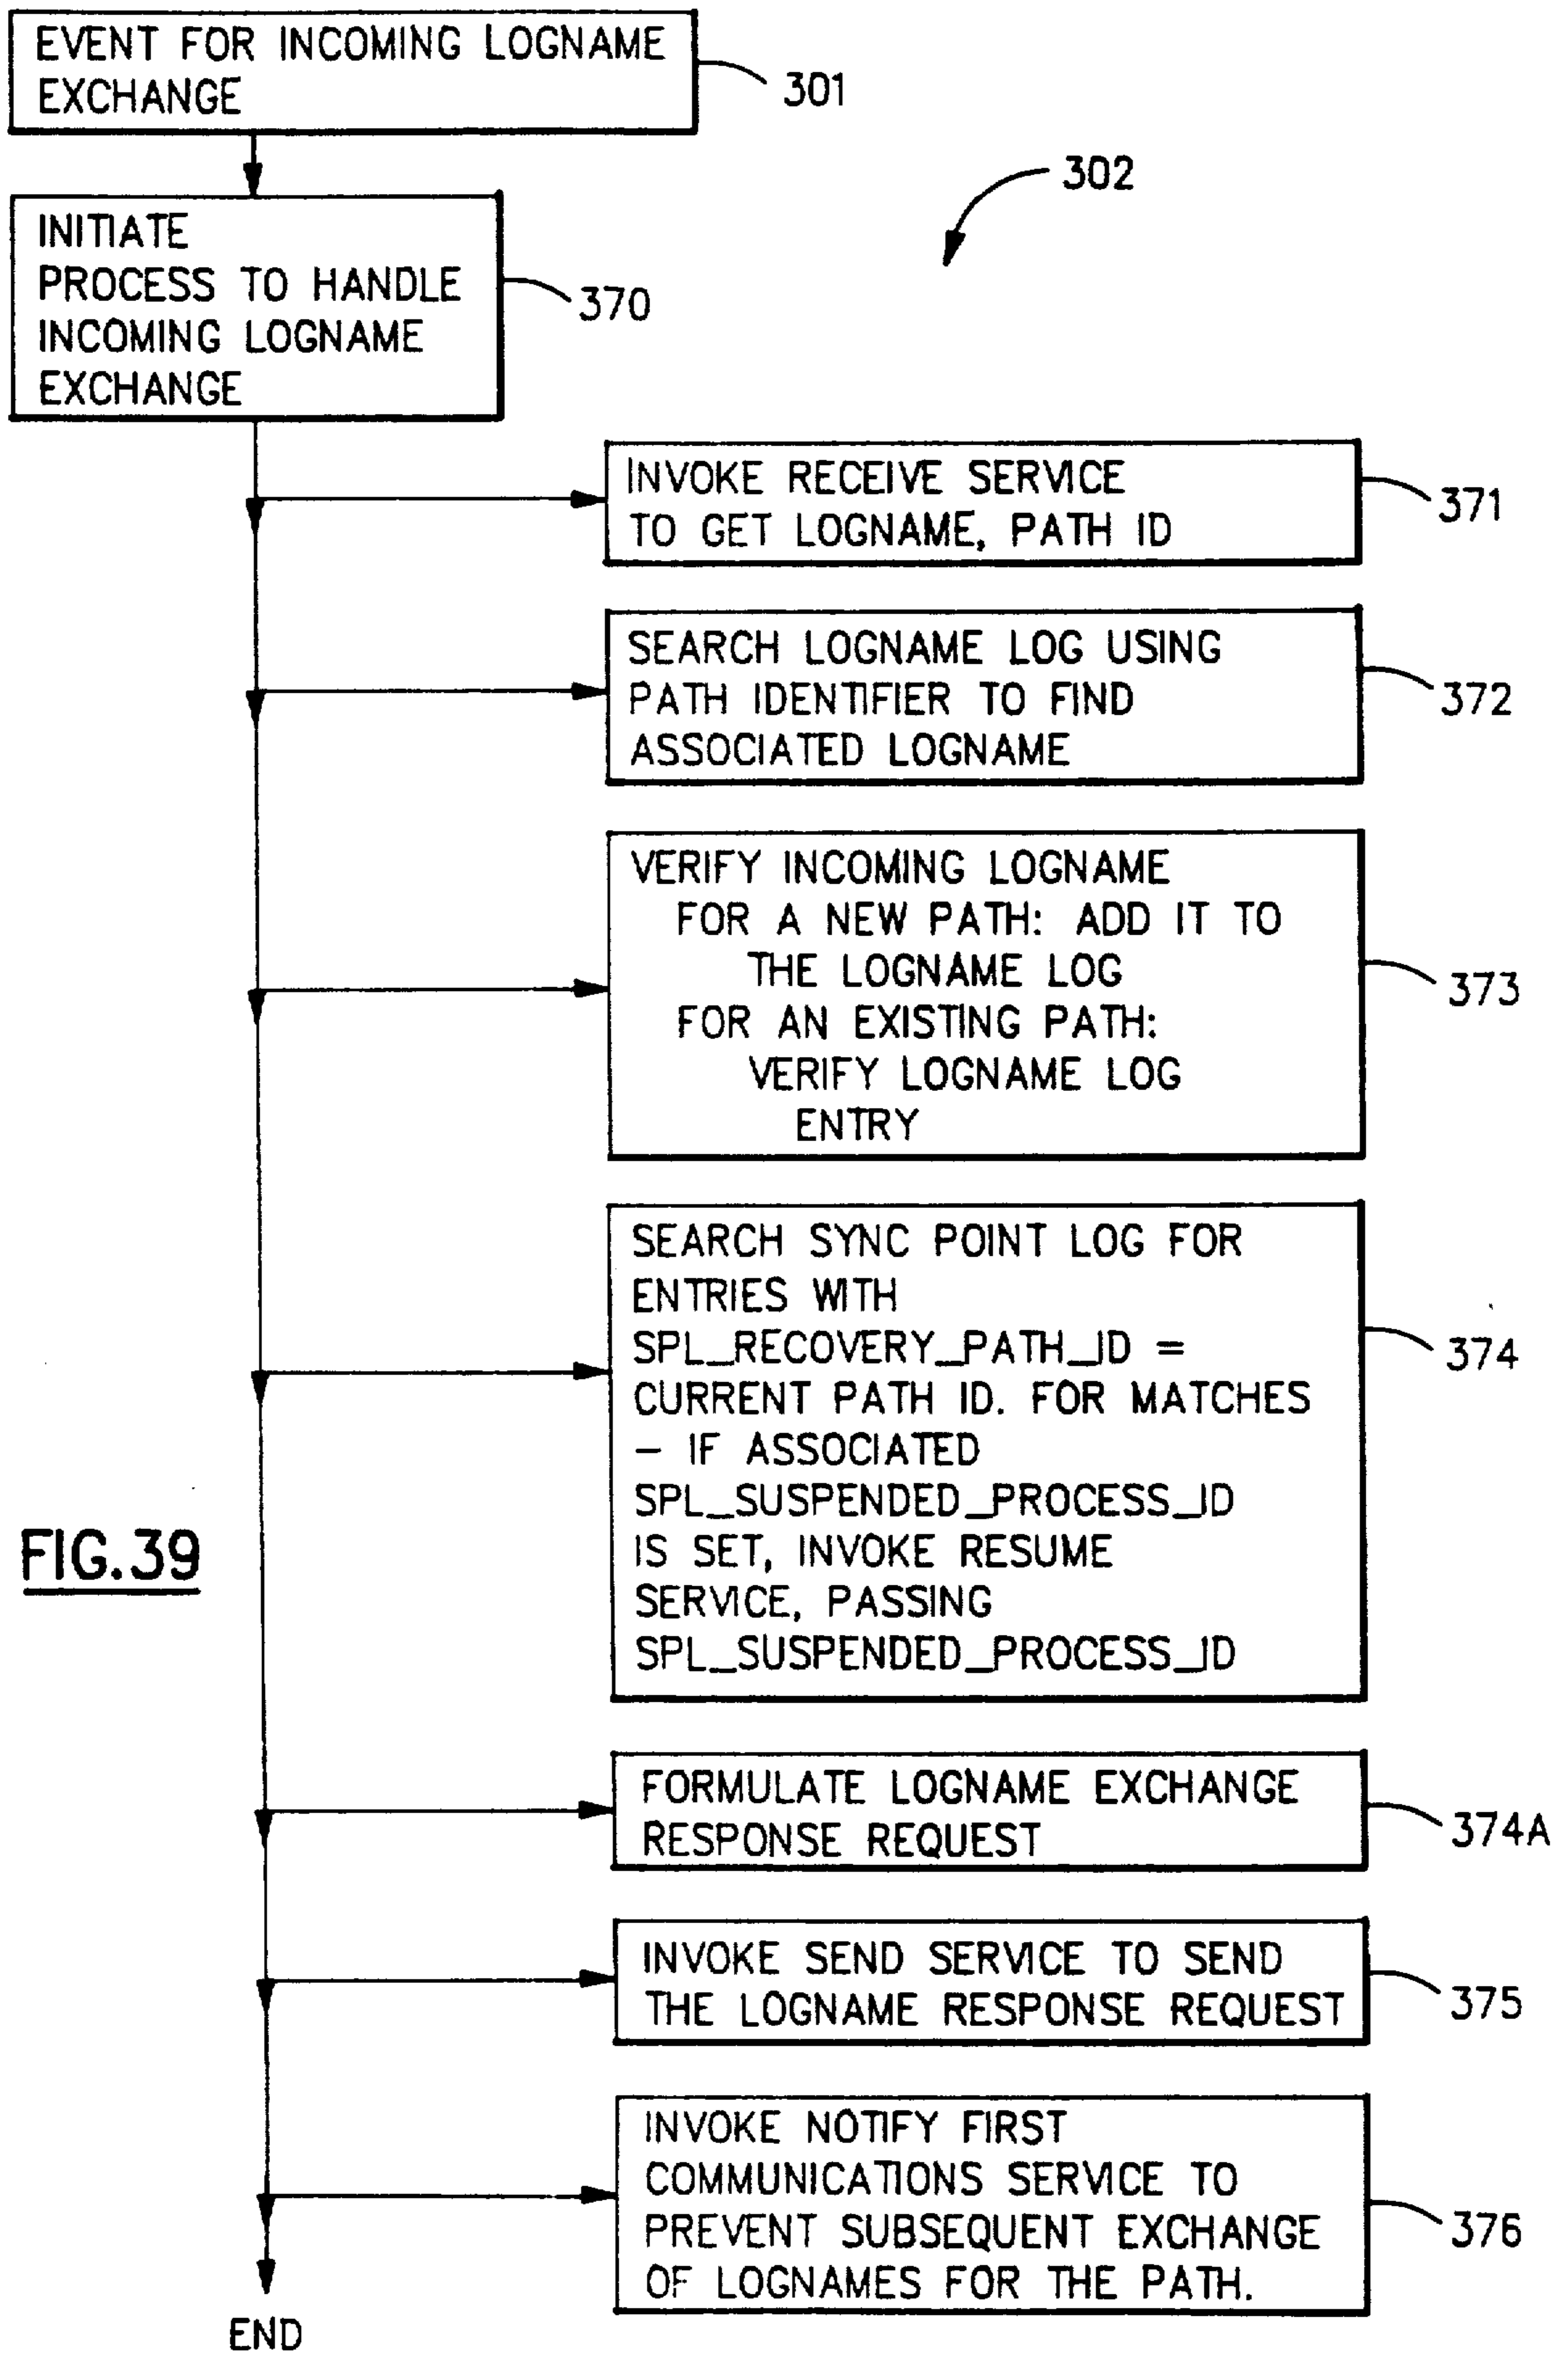 EVENT FOR INCOMING LOGNAME
EXCHANGE
301
302
INITIATE
PROCESS TO HANDLE
INCOMING LOGNAME
EXCHANGE
370
INVOKE RECEIVE SERVICE
TO GET LOGNAME, PATH ID
371
SEARCH LOGNAME LOG USING
PATH IDENTIFIER TO FIND
ASSOCIATED LOGNAME
372
VERIFY INCOMING LOGNAME
FOR A NEW PATH: ADD IT TO
THE LOGNAME LOG
FOR AN EXISTING PATH:
VERIFY LOGNAME LOG
ENTRY
373
SEARCH SYNC POINT LOG FOR
ENTRIES WITH
SPL_RECOVERY_PATH_ID =
CURRENT PATH ID. FOR MATCHES
– IF ASSOCIATED
SPL_SUSPENDED_PROCESS_ID
IS SET, INVOKE RESUME
SERVICE, PASSING
SPL_SUSPENDED_PROCESS_ID
374
FIG.39
FORMULATE LOGNAME EXCHANGE
RESPONSE REQUEST
374A
INVOKE SEND SERVICE TO SEND
THE LOGNAME RESPONSE REQUEST
375
INVOKE NOTIFY FIRST
COMMUNICATIONS SERVICE TO
PREVENT SUBSEQUENT EXCHANGE
OF LOGNAMES FOR THE PATH.
376
END